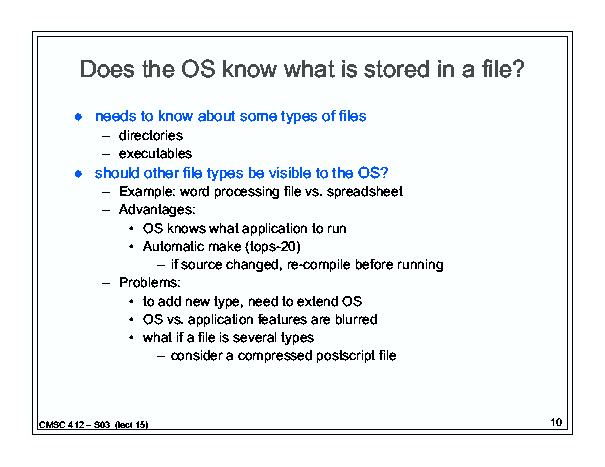 Does the OS know what is stored in a file?
● needs to know about some types of files
– directories
– executables
● should other file types be visible to the OS?
– Example: word processing file vs. spreadsheet
– Advantages:
• OS knows what application to run
• Automatic make (tops-20)
– if source changed, re-compile before running
– Problems:
• to add new type, need to extend OS
• OS vs. application features are blurred
• what if a file is several types
– consider a compressed postscript file
CMSC 412 – S03 (lect 15)
10